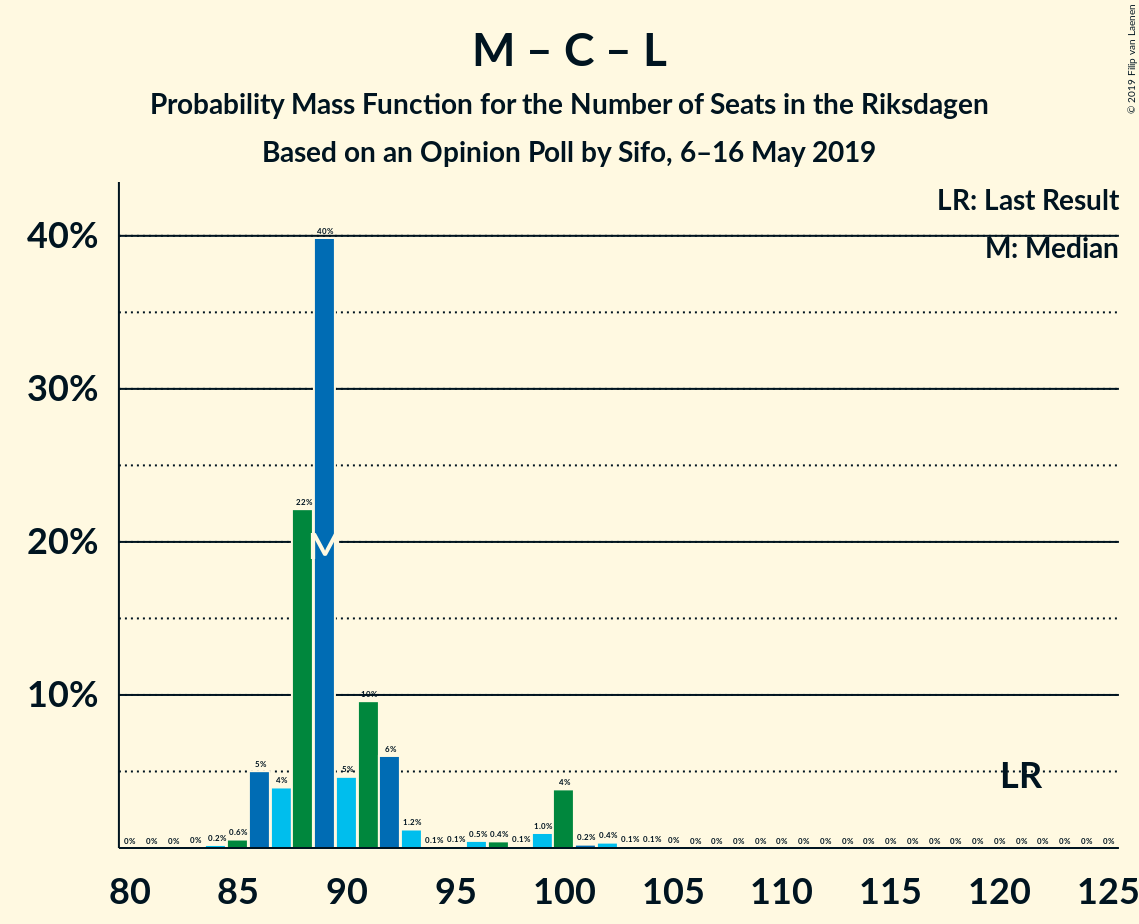 M – C – L
Probability Mass Function for the Number of Seats in the Riksdagen
Based on an Opinion Poll by Sifo, 6–16 May 2019
© 2019 Filip van Laenen
LR: Last Result
M: Median
40%
30%
20%
10%
0% 0% 0% 0% 0.2% 0.6% 5% 4% 22% 40% 5% 10% 6% 1.2% 0.1% 0.1% 0.5% 0.4% 0.1% 1.0% 4% 0.2% 0.4% 0.1% 0.1% 0% 0% 0% 0% 0% 0% 0% 0% 0% 0% 0% 0% 0% 0% 0% 0% 0% 0% 0% 0% 0%
M
LR
80 85 90 95 100 105 110 115 120 125